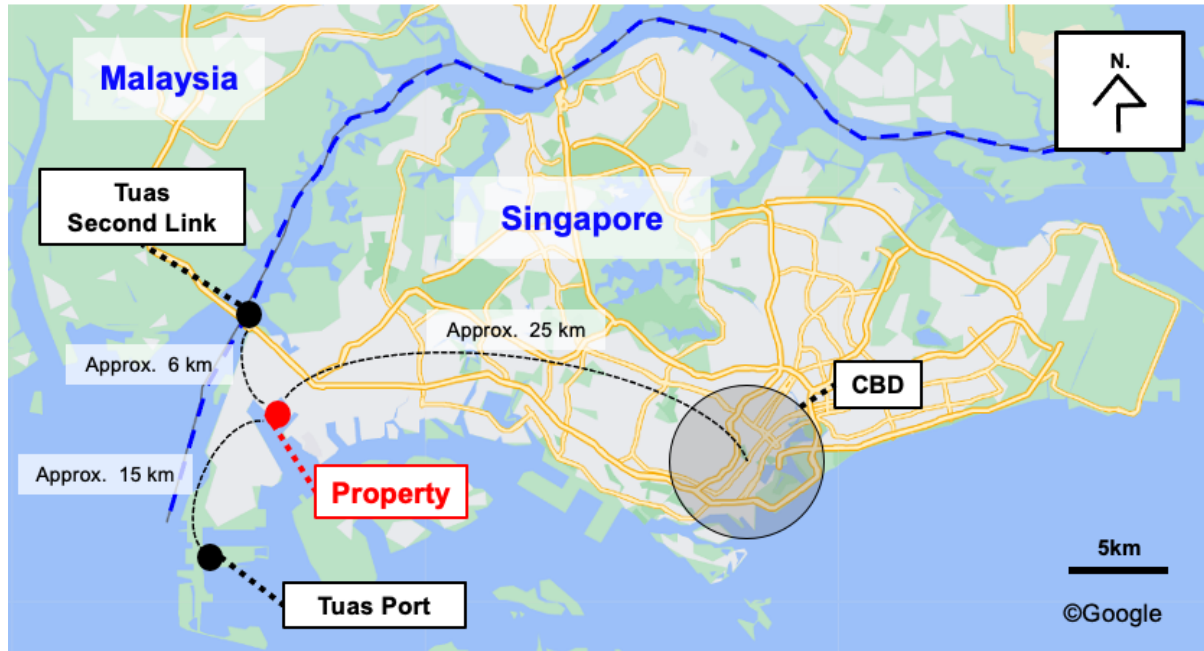 Malaysia
N.
Tuas
Second Link
Singapore
Approx. 25 km
Approx. 6 km
CBD
Approx. 15 km
Property
5km
Tuas Port
©Google